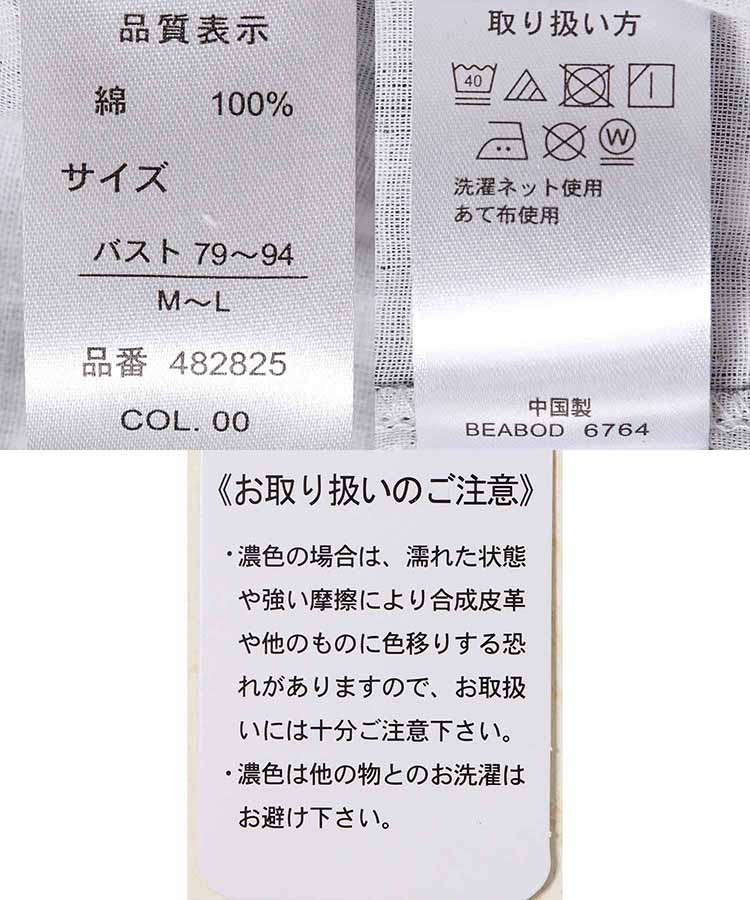 品質表示
綿 100%
サイズ
バスト 79～94
M～L
品番 482825
COL. 00
取り扱い方
40
W
洗濯ネット使用
あて布使用
中国製
BEABOD 6764
《お取り扱いのご注意》
・濃色の場合は、濡れた状態
や強い摩擦により合成皮革
や他のものに色移りする恐
れがありますので、お取扱
いには十分ご注意下さい。
・濃色は他の物とのお洗濯は
お避け下さい。